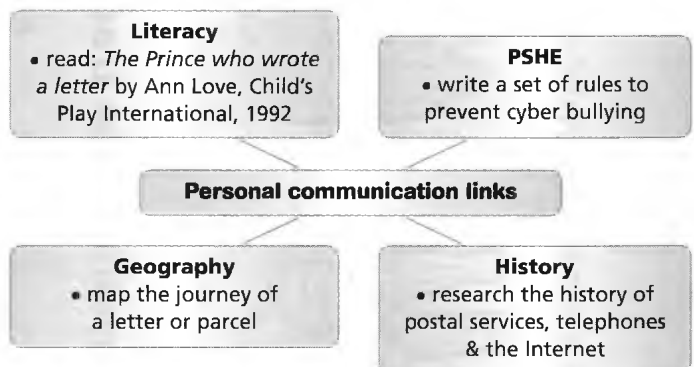 Literacy
• read: The Prince who wrote
a letter by Ann Love, Child's
Play International, 1992
PSHE
• write a set of rules to
prevent cyber bullying
Personal communication links
Geography
• map the journey of
a letter or parcel
History
• research the history of
postal services, telephones
& the Internet